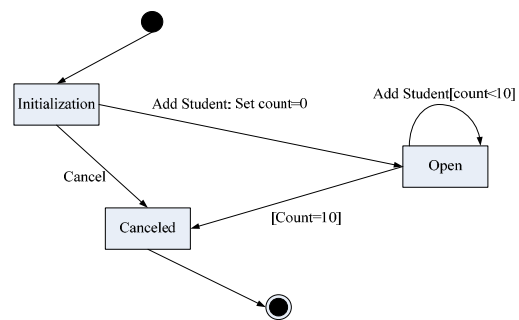 Initialization
Add Student: Set count=0
Add Student[count<10]
Open
Cancel
Canceled
[Count=10]